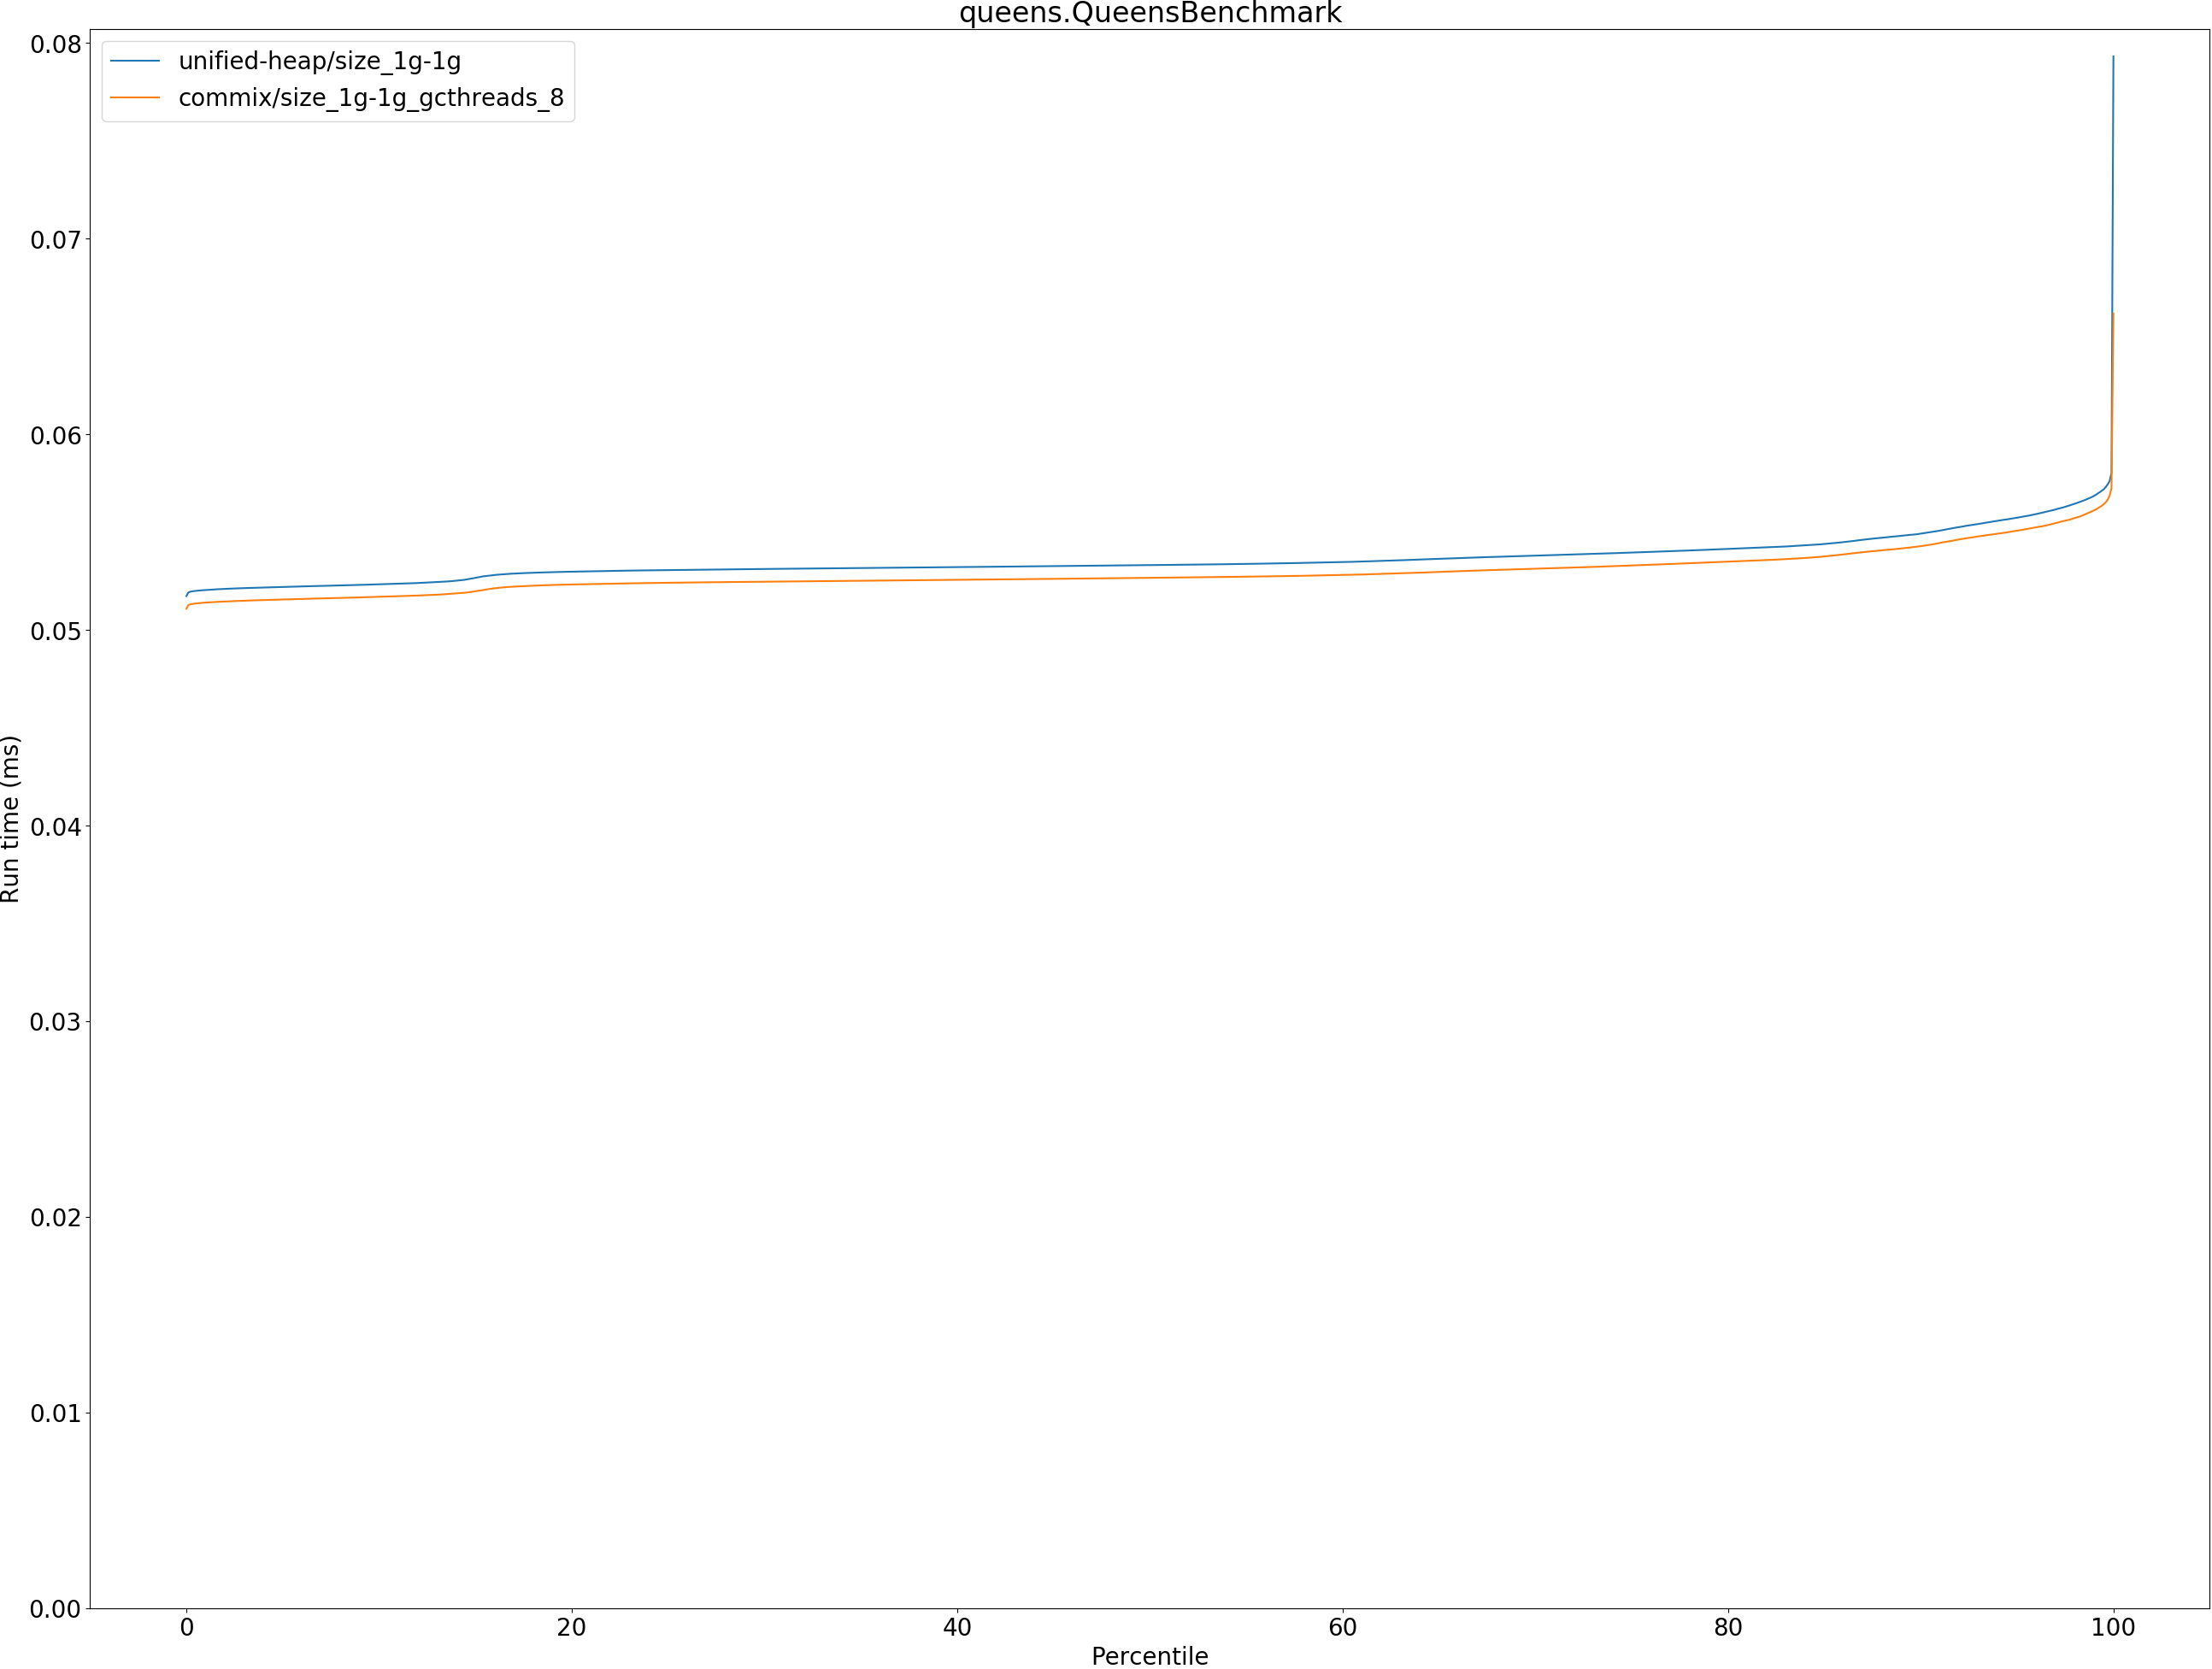 queens.QueensBenchmark
unified-heap/size_1g-1g
commix/size_1g-1g_gcthreads_8
0.08
0.07
0.06
0.05
0.04
0.03
0.02
0.01
0.00
Run time (ms)
0 20 40 60 80 100
Percentile